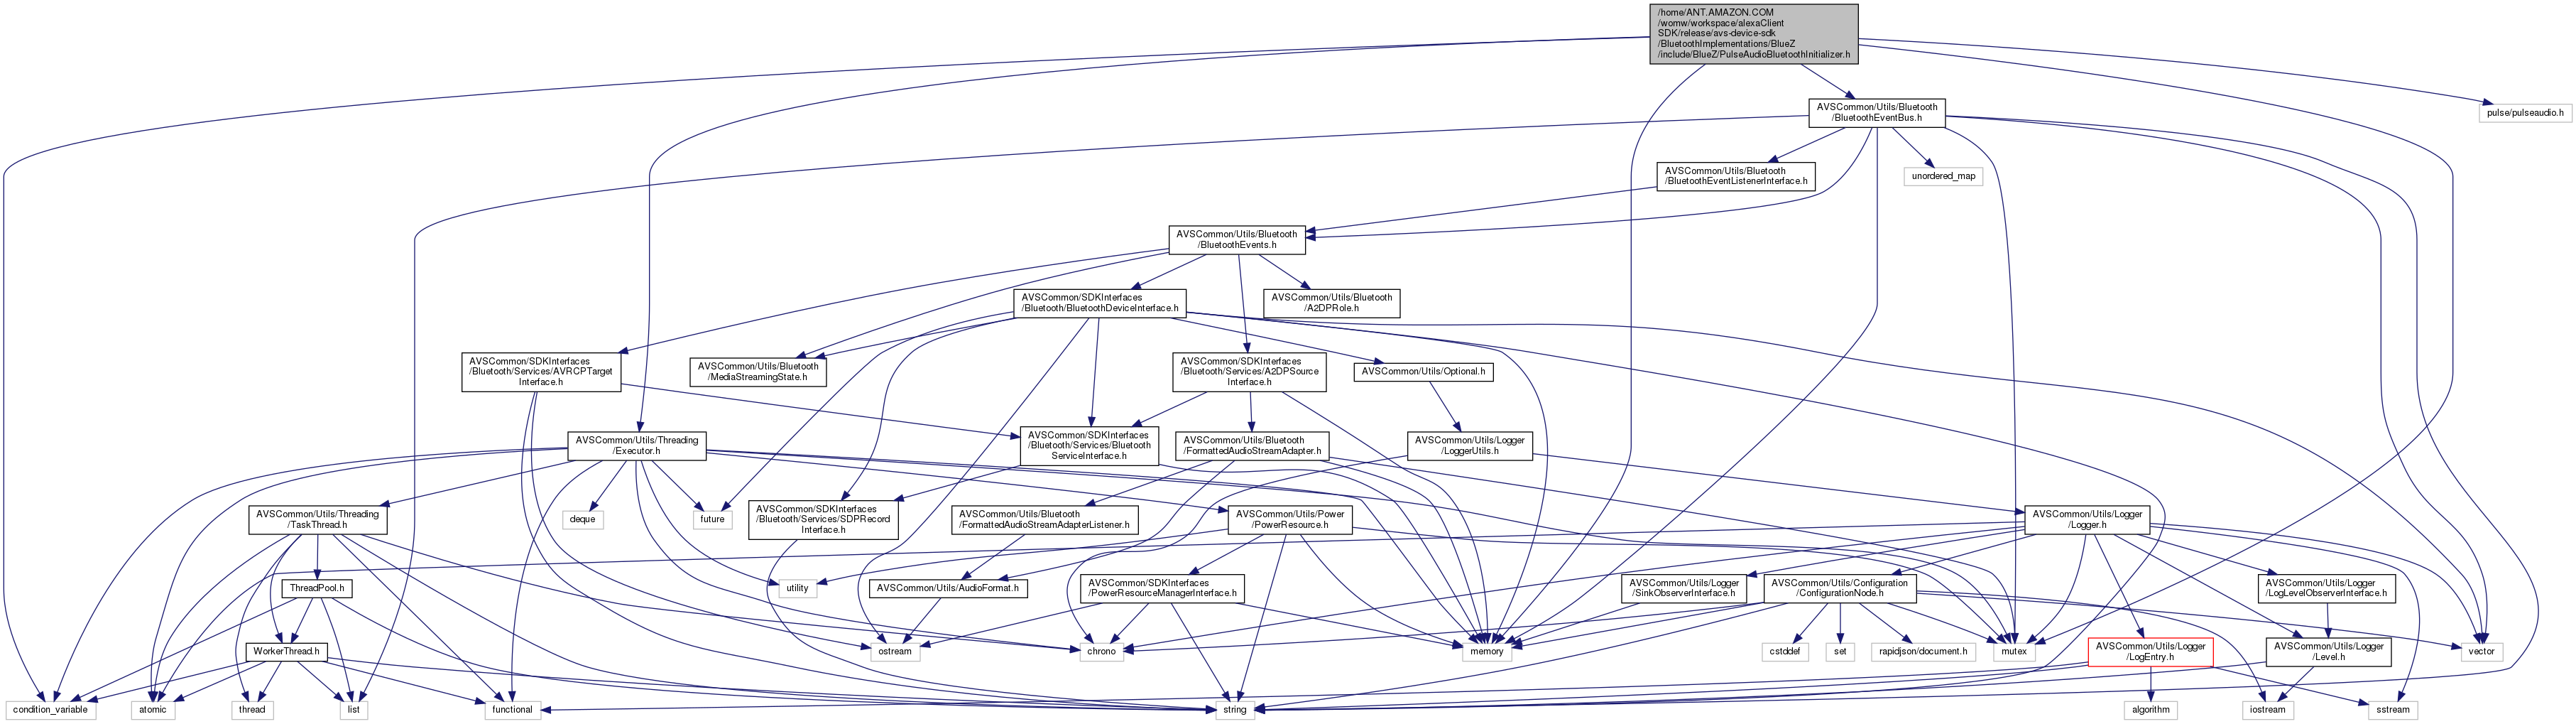 /home/ANT.AMAZON.COM
/womw/workspace/alexaClient
SDK/release/avs-device-sdk
/BluetoothImplementations/BlueZ
/include/BlueZ/PulseAudioBluetoothInitializer.h
AVSCommon/Utils/Bluetooth
/BluetoothEventBus.h
pulse/pulseaudio.h
AVSCommon/Utils/Bluetooth
/BluetoothEventListenerInterface.h
unordered_map
AVSCommon/Utils/Bluetooth
/BluetoothEvents.h
AVSCommon/SDKInterfaces
/Bluetooth/BluetoothDeviceInterface.h
AVSCommon/Utils/Bluetooth
/A2DPRole.h
AVSCommon/SDKInterfaces
/Bluetooth/Services/AVRCPTarget
Interface.h
AVSCommon/Utils/Bluetooth
/MediaStreamingState.h
AVSCommon/SDKInterfaces
/Bluetooth/Services/A2DPSource
Interface.h
AVSCommon/Utils/Optional.h
AVSCommon/Utils/Threading
/Executor.h
AVSCommon/SDKInterfaces
/Bluetooth/Services/Bluetooth
ServiceInterface.h
AVSCommon/Utils/Bluetooth
/FormattedAudioStreamAdapter.h
AVSCommon/Utils/Logger
/LoggerUtils.h
AVSCommon/Utils/Threading
/TaskThread.h
deque
future
AVSCommon/SDKInterfaces
/Bluetooth/Services/SDPRecord
Interface.h
AVSCommon/Utils/Bluetooth
/FormattedAudioStreamAdapterListener.h
AVSCommon/Utils/Power
/PowerResource.h
AVSCommon/Utils/Logger
/Logger.h
ThreadPool.h
utility
AVSCommon/Utils/AudioFormat.h
AVSCommon/SDKInterfaces
/PowerResourceManagerInterface.h
AVSCommon/Utils/Logger
/SinkObserverInterface.h
AVSCommon/Utils/Configuration
/ConfigurationNode.h
AVSCommon/Utils/Logger
/LogLevelObserverInterface.h
WorkerThread.h
ostream
chrono
memory
cstddef
set
rapidjson/document.h
mutex
AVSCommon/Utils/Logger
/LogEntry.h
AVSCommon/Utils/Logger
/Level.h
vector
condition_variable
atomic
thread
list
functional
string
algorithm
iostream
sstream